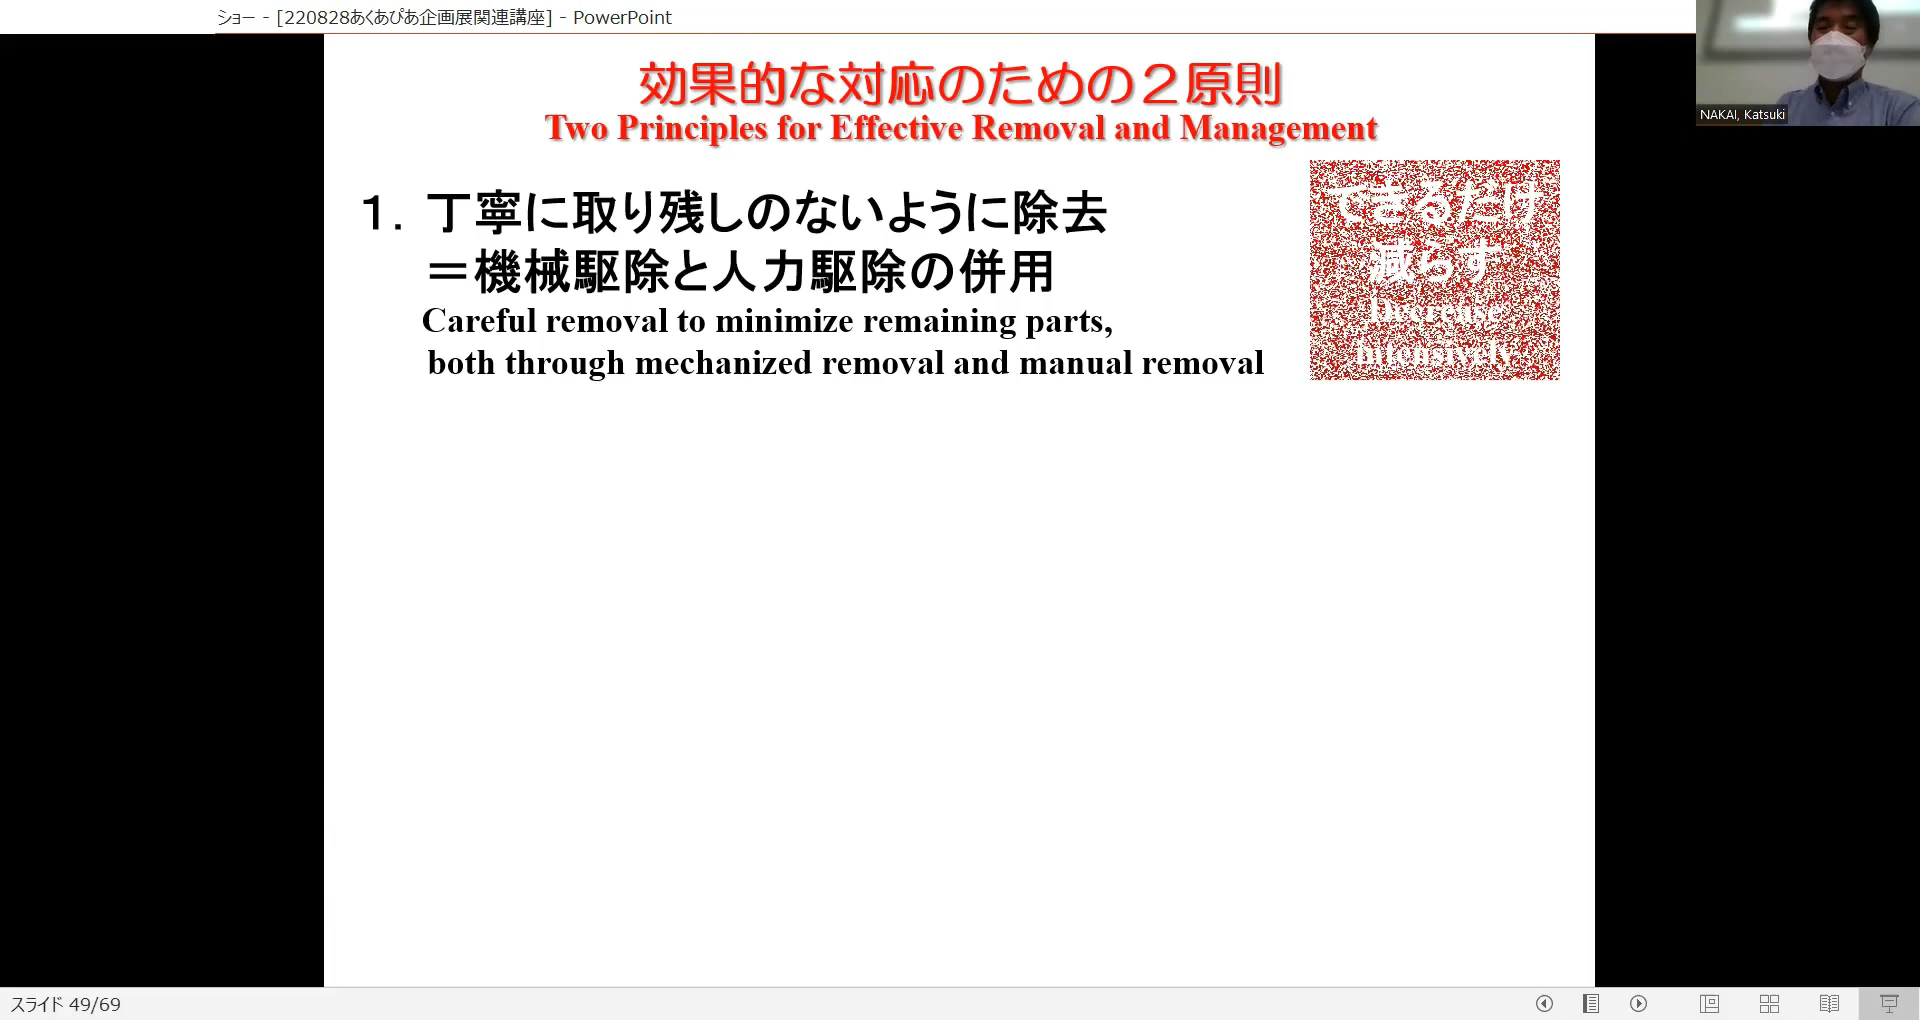 ショー - [220828あくあぴあ企画展関連講座] - PowerPoint
NAKAI, Katsuki
効果的な対応のための２原則
Two Principles for Effective Removal and Management
１．丁寧に取り残しのないように除去
＝機械駆除と人力駆除の併用
Careful removal to minimize remaining parts,
both through mechanized removal and manual removal
できるだけ
減らす
Decrease
Intensively
スライド 49/69